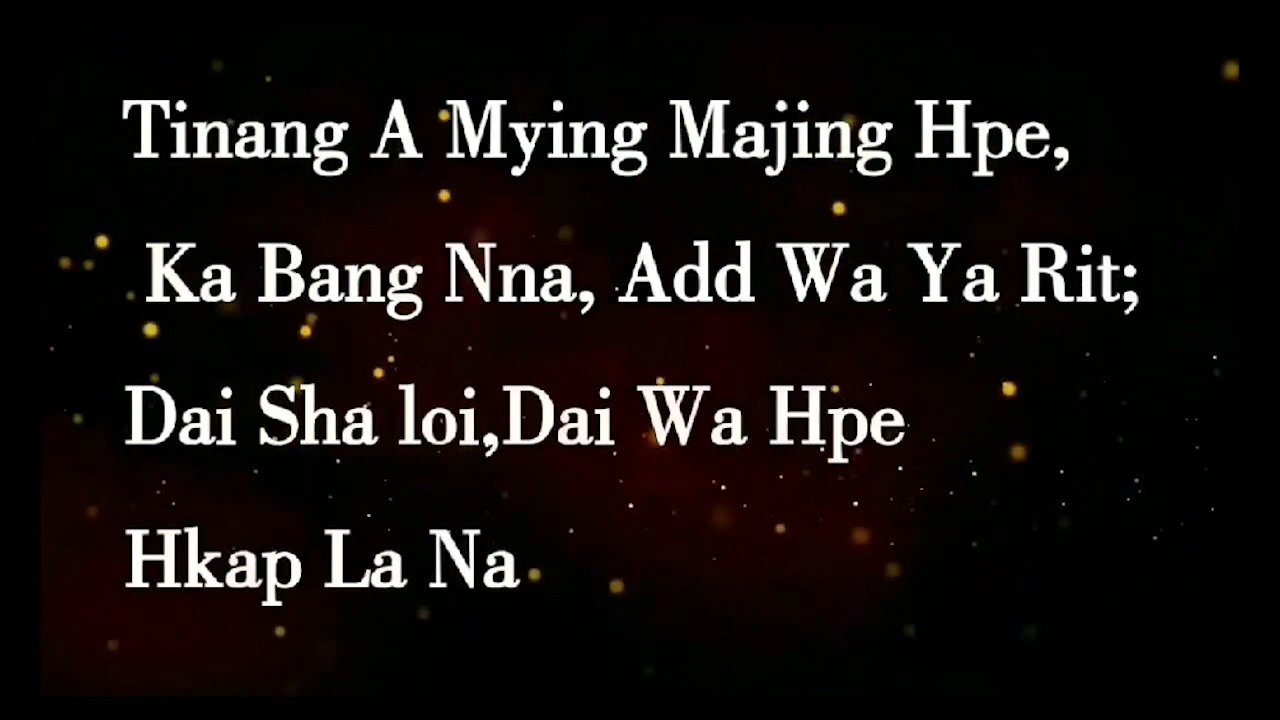 Tinang A Mying Majing Hpe,
Ka Bang Nna, Add Wa Ya Rit;
Dai Sha loi,Dai Wa Hpe
Hkap La Na